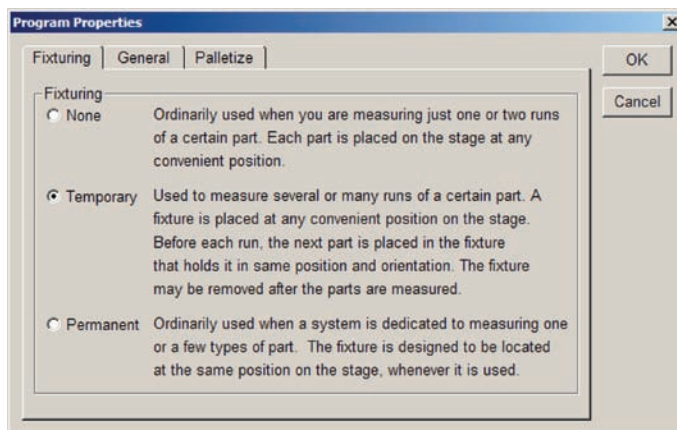 Program Properties
Fixturing General Palletize
OK
Cancel
Fixturing
None
Ordinarily used when you are measuring just one or two runs
of a certain part. Each part is placed on the stage at any
convenient position.
Temporary
Used to measure several or many runs of a certain part. A
fixture is placed at any convenient position on the stage.
Before each run, the next part is placed in the fixture
that holds it in same position and orientation. The fixture
may be removed after the parts are measured.
Permanent
Ordinarily used when a system is dedicated to measuring one
or a few types of part. The fixture is designed to be located
at the same position on the stage, whenever it is used.